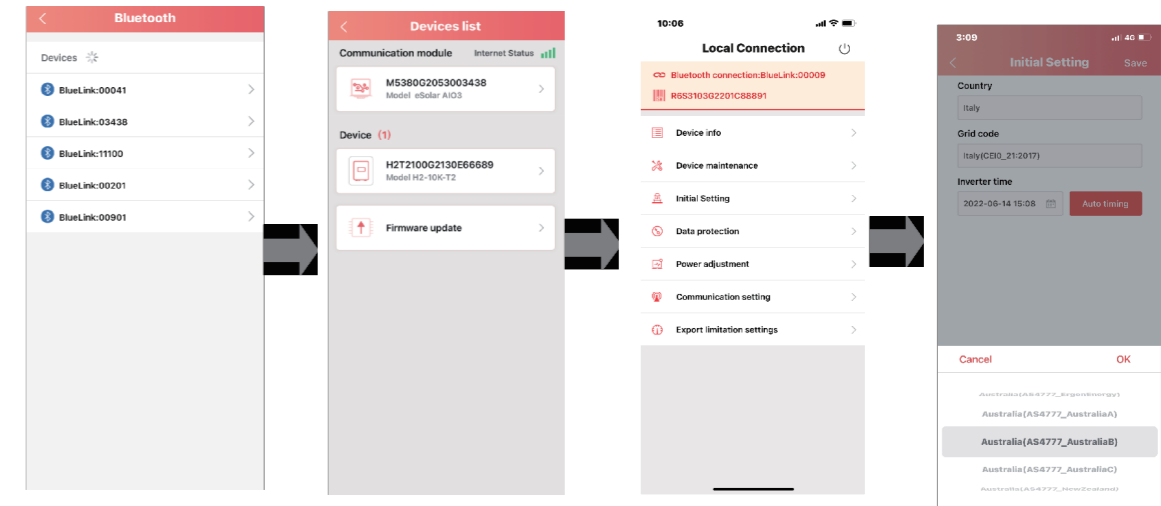 Bluetooth
Devices
BlueLink:00041
BlueLink:03438
BlueLink:11100
BlueLink:00201
BlueLink:00901
Devices list
Communication module Internet Status
M5380G2053003438
Model eSolar AIO3
Device (1)
H2T2100G2130E66689
Model H2-10K-T2
Firmware update
10:06
Local Connection
Bluetooth connection:BlueLink:00009
R6S3103G2201C88891
Device info
Device maintenance
Initial Setting
Data protection
Power adjustment
Communication setting
Export limitation settings
3:09 4G
Initial Setting Save
Country
Italy
Grid code
Italy(CEI0_21:2017)
Inverter time
2022-06-14 15:08 Auto timing
Cancel OK
Australia(AS4777_ErgonEnergy)
Australia(AS4777_AustraliaA)
Australia(AS4777_AustraliaB)
Australia(AS4777_AustraliaC)
Australia(AS4777_NewZealand)